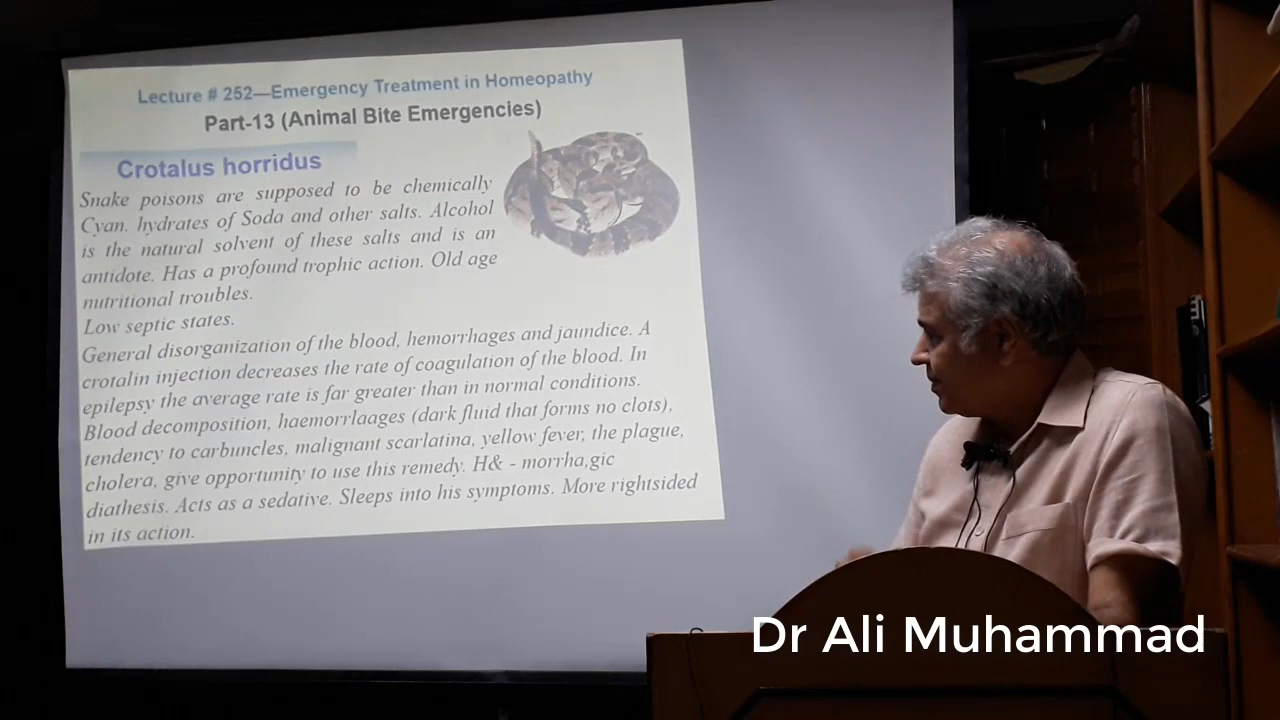 Lecture # 252—Emergency Treatment in Homeopathy
Part-13 (Animal Bite Emergencies)
Crotalus horridus
Snake poisons are supposed to be chemically
Cyan. hydrates of Soda and other salts. Alcohol
is the natural solvent of these salts and is an
antidote. Has a profound trophic action. Old age
nutritional troubles.
Low septic states.
General disorganization of the blood, hemorrhages and jaundice. A
crotalin injection decreases the rate of coagulation of the blood. In
epilepsy the average rate is far greater than in normal conditions.
Blood decomposition, haemorrlaages (dark fluid that forms no clots),
tendency to carbuncles, malignant scarlatina, yellow fever, the plague,
cholera, give opportunity to use this remedy. H& - morrha,gic
diathesis. Acts as a sedative. Sleeps into his symptoms. More rightsided
in its action.
Dr Ali Muhammad